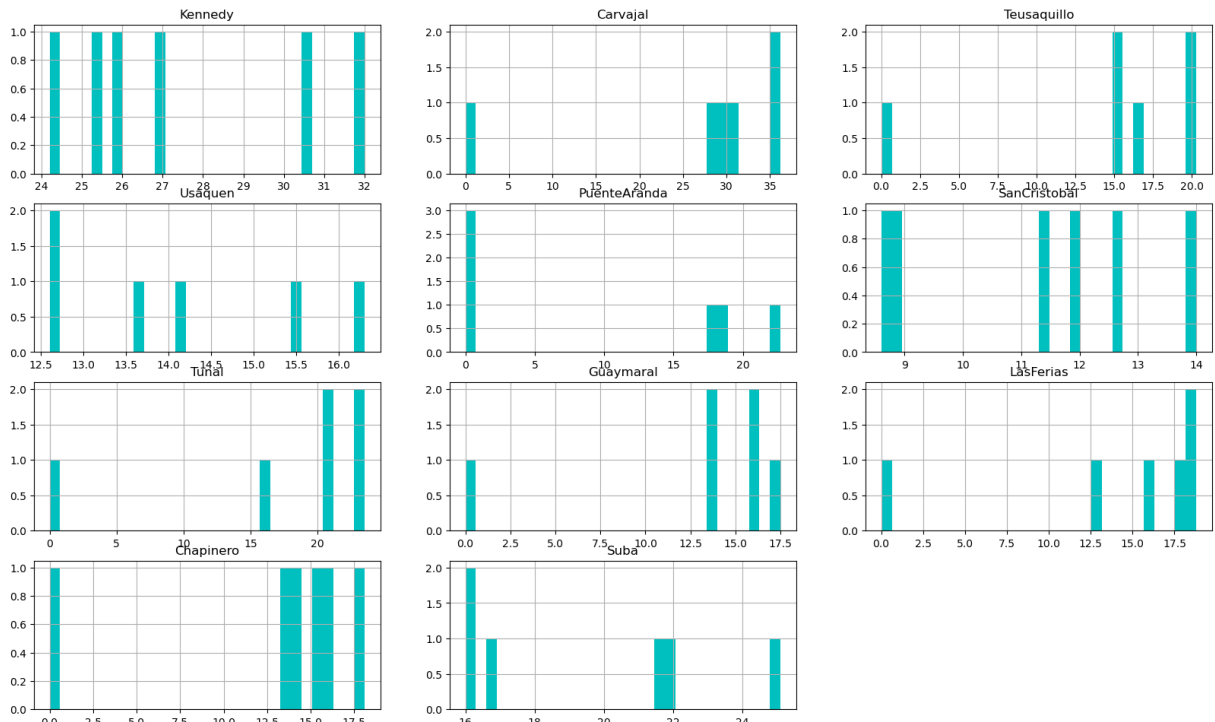 Kennedy
1.0
0.8
0.6
0.4
0.2
0.0
24 25 26 27 28 29 30 31 32
Carvajal
2.0
1.5
1.0
0.5
0.0
0 5 10 15 20 25 30 35
Teusaquillo
2.0
1.5
1.0
0.5
0.0
0.0 2.5 5.0 7.5 10.0 12.5 15.0 17.5 20.0
Usaquen
2.0
1.5
1.0
0.5
0.0
12.5 13.0 13.5 14.0 14.5 15.0 15.5 16.0
PuenteAranda
3.0
2.5
2.0
1.5
1.0
0.5
0.0
0 5 10 15 20
SanCristobal
1.0
0.8
0.6
0.4
0.2
0.0
9 10 11 12 13 14
Tunal
2.0
1.5
1.0
0.5
0.0
0 5 10 15 20
Guaymaral
2.0
1.5
1.0
0.5
0.0
0.0 2.5 5.0 7.5 10.0 12.5 15.0 17.5
LasFerias
2.0
1.5
1.0
0.5
0.0
0.0 2.5 5.0 7.5 10.0 12.5 15.0 17.5
Chapinero
1.0
0.8
0.6
0.4
0.2
0.0
0.0 2.5 5.0 7.5 10.0 12.5 15.0 17.5
Suba
2.0
1.5
1.0
0.5
0.0
16 18 20 22 24